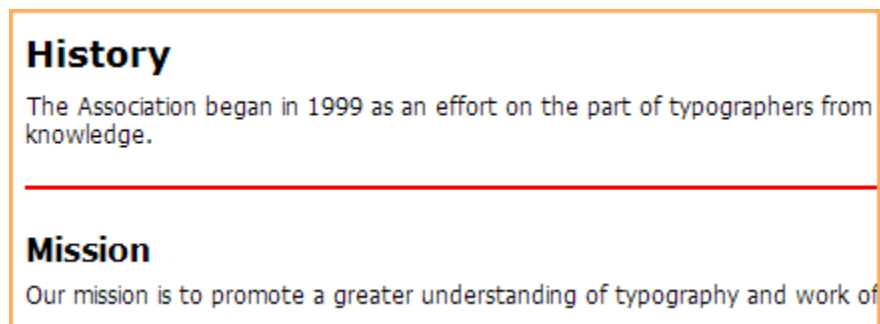 History
The Association began in 1999 as an effort on the part of typographers from
knowledge.
Mission
Our mission is to promote a greater understanding of typography and work of